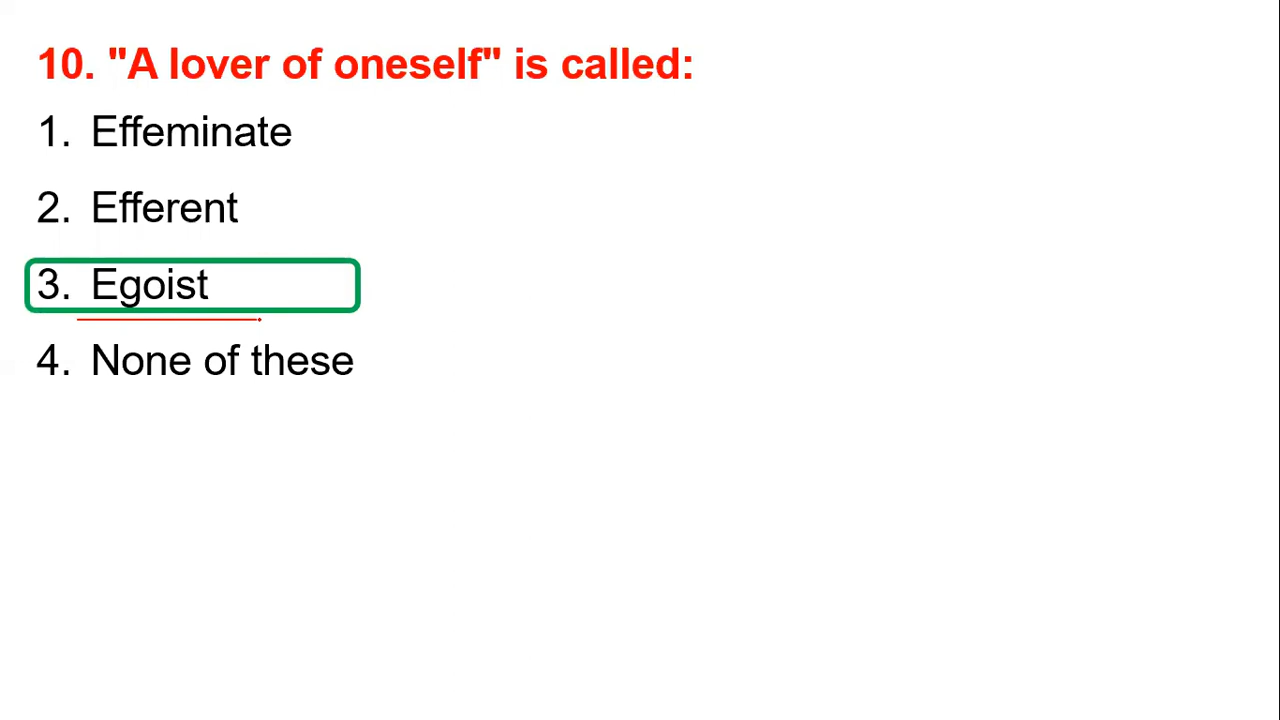 10. "A lover of oneself" is called:
1. Effeminate
2. Efferent
3. Egoist
4. None of these